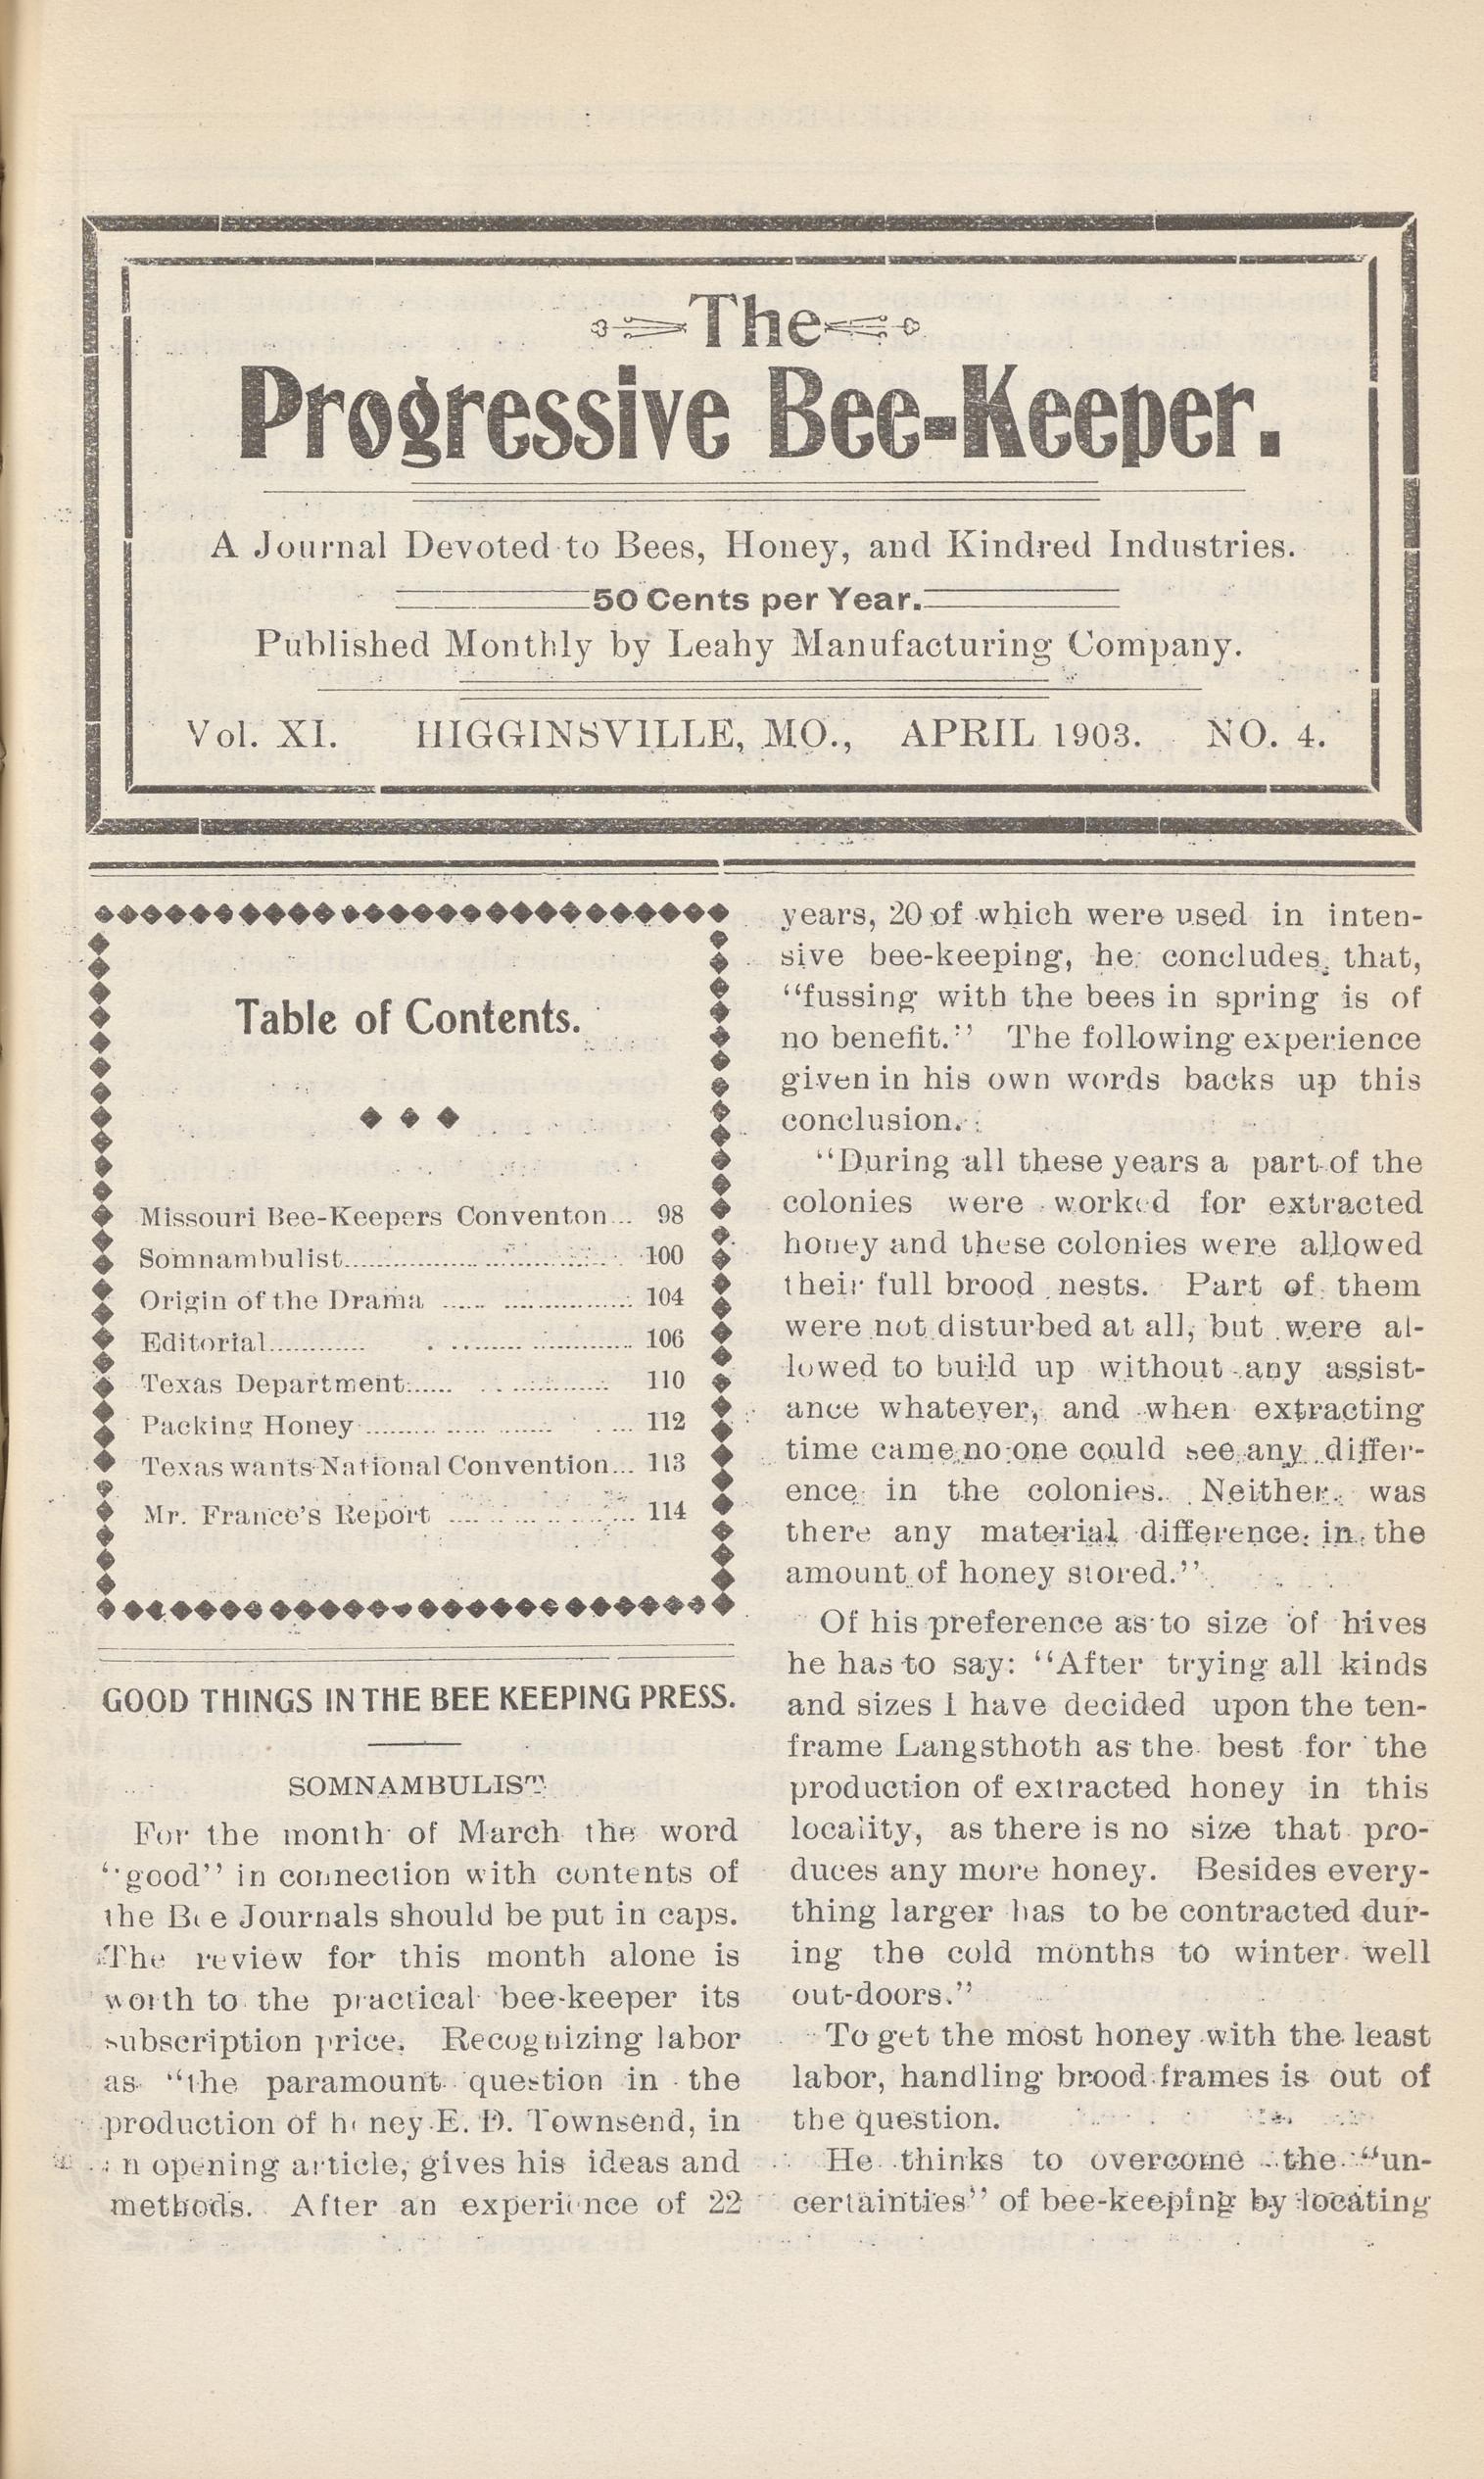 The
Progressive Bee-Keeper.
A Journal Devoted to Bees, Honey, and Kindred Industries.
50 Cents per Year.
Published Monthly by Leahy Manufacturing Company.
Vol. XI. HIGGINSVILLE, MO., APRIL 1903. NO. 4.
Table of Contents.
Missouri Bee-Keepers Conventon... 98
Somnambulist........................ 100
Origin of the Drama ...... ................ 104
Editorial............ . ........ ............. 106
Texas Department...... . . ............ 110
Packing Honey ......... ..... ....... . ... 112
Texas wants National Convention... 113
Mr. France's Report .... .. ... .. ....... 114
GOOD THINGS IN THE BEE KEEPING PRESS.
SOMNAMBULIST
For the month of March the word
"good" in connection with contents of
the Bee Journals should be put in caps.
The review for this month alone is
worth to the practical bee-keeper its
subscription price. Recognizing labor
as "the paramount question in the
production of honey E. D. Townsend, in
an opening article, gives his ideas and
methods. After an experience of 22
years, 20 of which were used in inten-
sive bee-keeping, he concludes, that,
"fussing with the bees in spring is of
no benefit." The following experience
given in his own words backs up this
conclusion.
"During all these years a part of the
colonies were worked for extracted
honey and these colonies were allowed
their full brood nests. Part of them
were not disturbed at all, but were al-
lowed to build up without any assist-
ance whatever, and when extracting
time came no one could see any differ-
ence in the colonies. Neither was
there any material difference in the
amount of honey stored."
Of his preference as to size of hives
he has to say: "After trying all kinds
and sizes I have decided upon the ten-
frame Langsthoth as the best for the
production of extracted honey in this
locality, as there is no size that pro-
duces any more honey. Besides every-
thing larger has to be contracted dur-
ing the cold months to winter well
out-doors."
To get the most honey with the least
labor, handling brood frames is out of
the question.
He thinks to overcome the "un-
certainties" of bee-keeping by locating